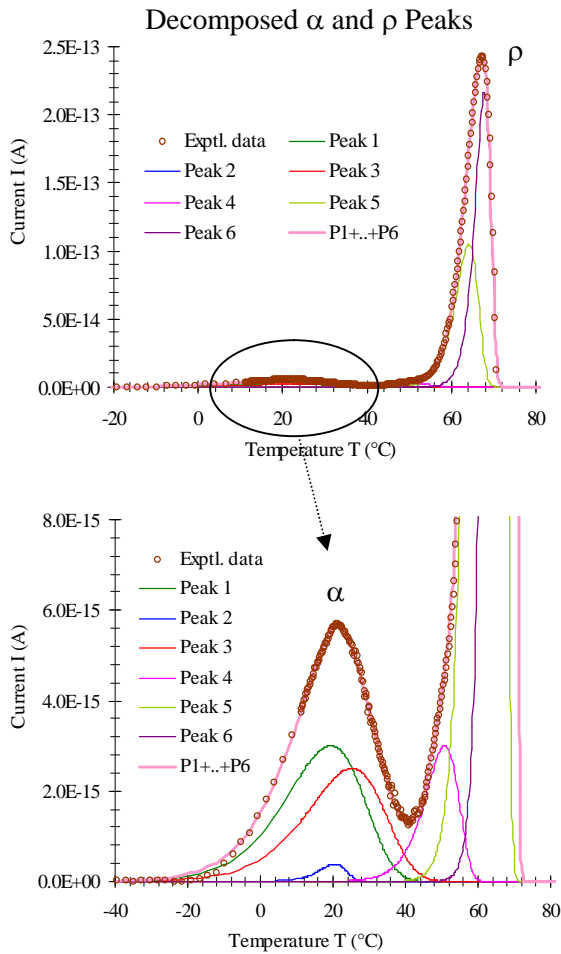 Decomposed α and ρ Peaks
2.5E-13
2.0E-13
1.5E-13
1.0E-13
5.0E-14
0.0E+00
Current I (A)
ρ
Exptl. data
Peak 1
Peak 2
Peak 3
Peak 4
Peak 5
Peak 6
P1+..+P6
-20 0 20 40 60 80
Temperature T (°C)
8.0E-15
6.0E-15
4.0E-15
2.0E-15
0.0E+00
Current I (A)
Exptl. data
Peak 1
Peak 2
Peak 3
Peak 4
Peak 5
Peak 6
P1+..+P6
α
-40 -20 0 20 40 60 80
Temperature T (°C)